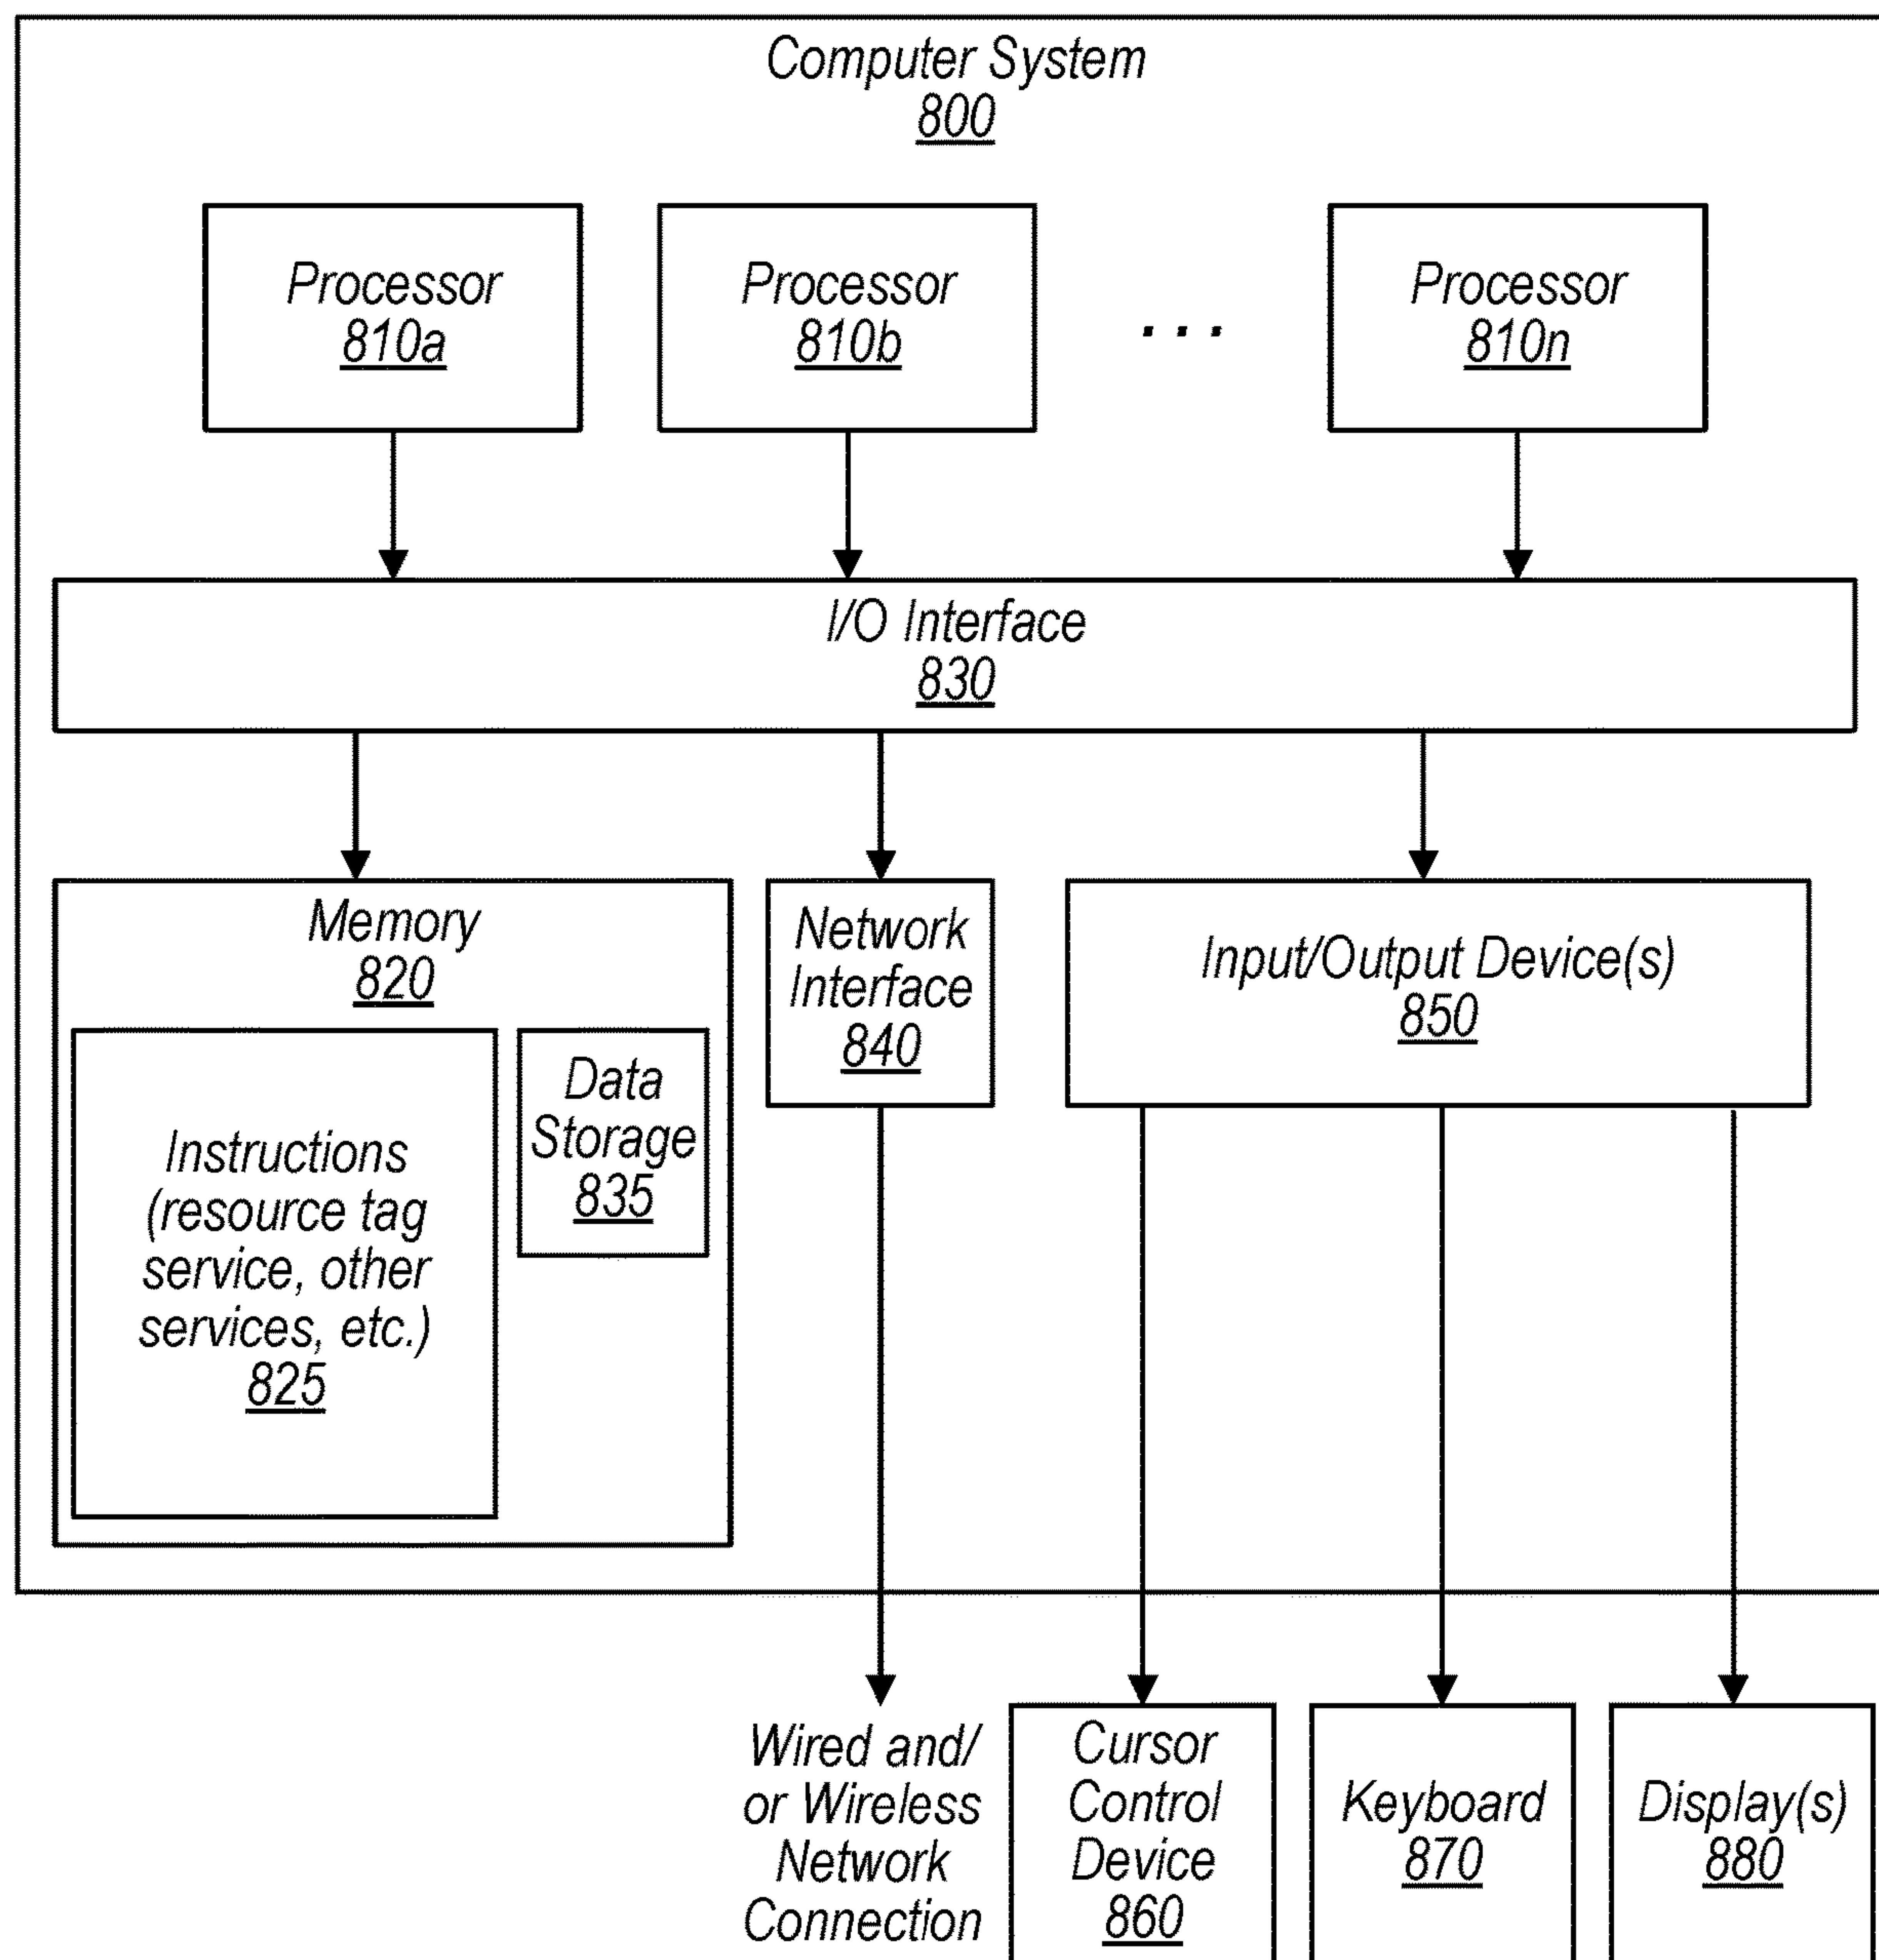 Computer System
800
Processor
810a
Processor
810b
. . .
Processor
810n
I/O Interface
830
Memory
820
Instructions
(resource tag
service, other
services, etc.)
825
Data
Storage
835
Network
Interface
840
Input/Output Device(s)
850
Wired and/
or Wireless
Network
Connection
Cursor
Control
Device
860
Keyboard
870
Display(s)
880